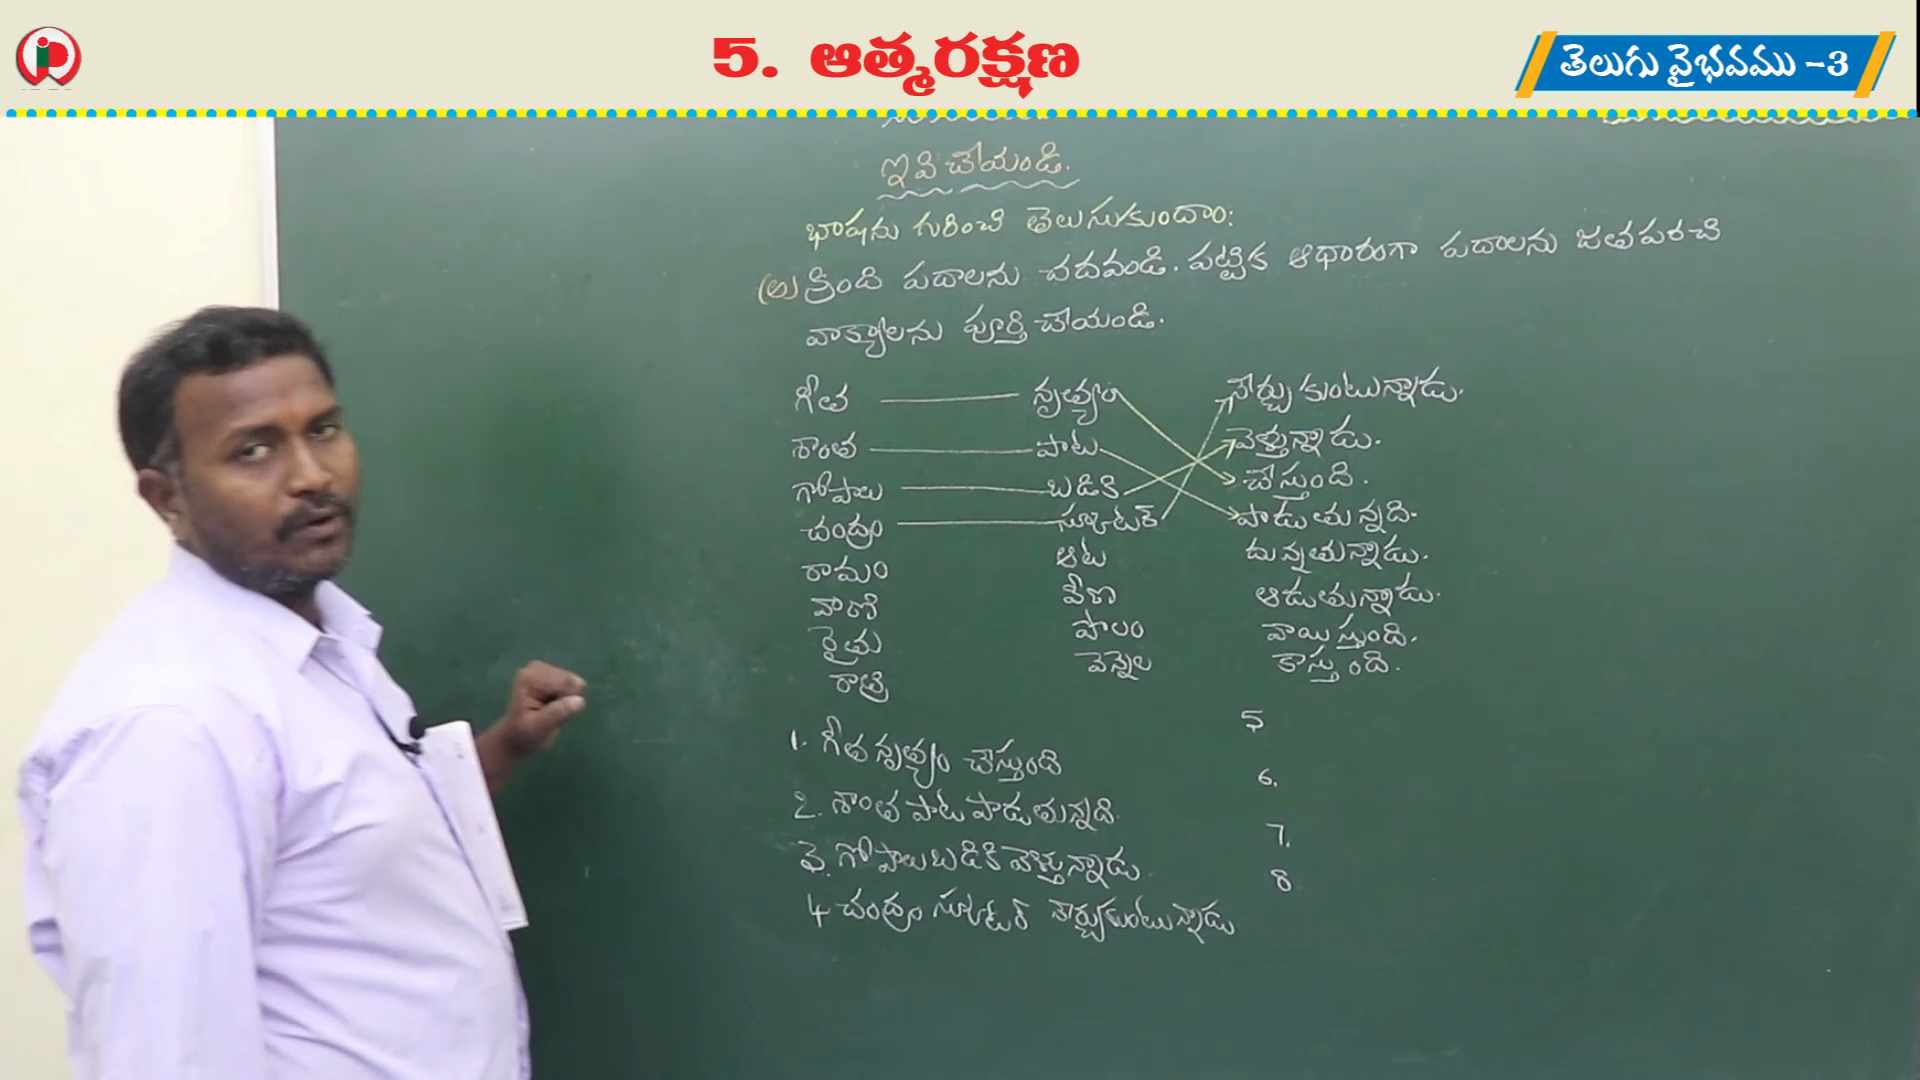 5. ఆత్మరక్షణ
తెలుగు వైభవము -3
ఇవి చేయండి.
భాషను గురించి తెలుసుకుందాం:
(అ) క్రింది పదాలను చదవండి. పట్టిక ఆధారంగా పదాలను జతపరచి
వాక్యాలను పూర్తి చేయండి.
గీత నృత్యం నేర్చుకుంటున్నాడు.
శాంత పాట వెళ్తున్నాడు.
గోపాలు బడికి చేస్తుంది.
చంద్రం స్కూటర్ పాడుతున్నది.
రామం ఆట దున్నుతున్నాడు.
వాణి వీణ ఆడుతున్నాడు.
రైతు పొలం వాయిస్తుంది.
రాత్రి వెన్నెల కాస్తుంది.
1. గీత నృత్యం చేస్తుంది
2. శాంత పాట పాడుతున్నది.
3. గోపాలు బడికి వెళ్తున్నాడు.
4 చంద్రం స్కూటర్ నేర్చుకుంటున్నాడు.
5
6.
7.
8